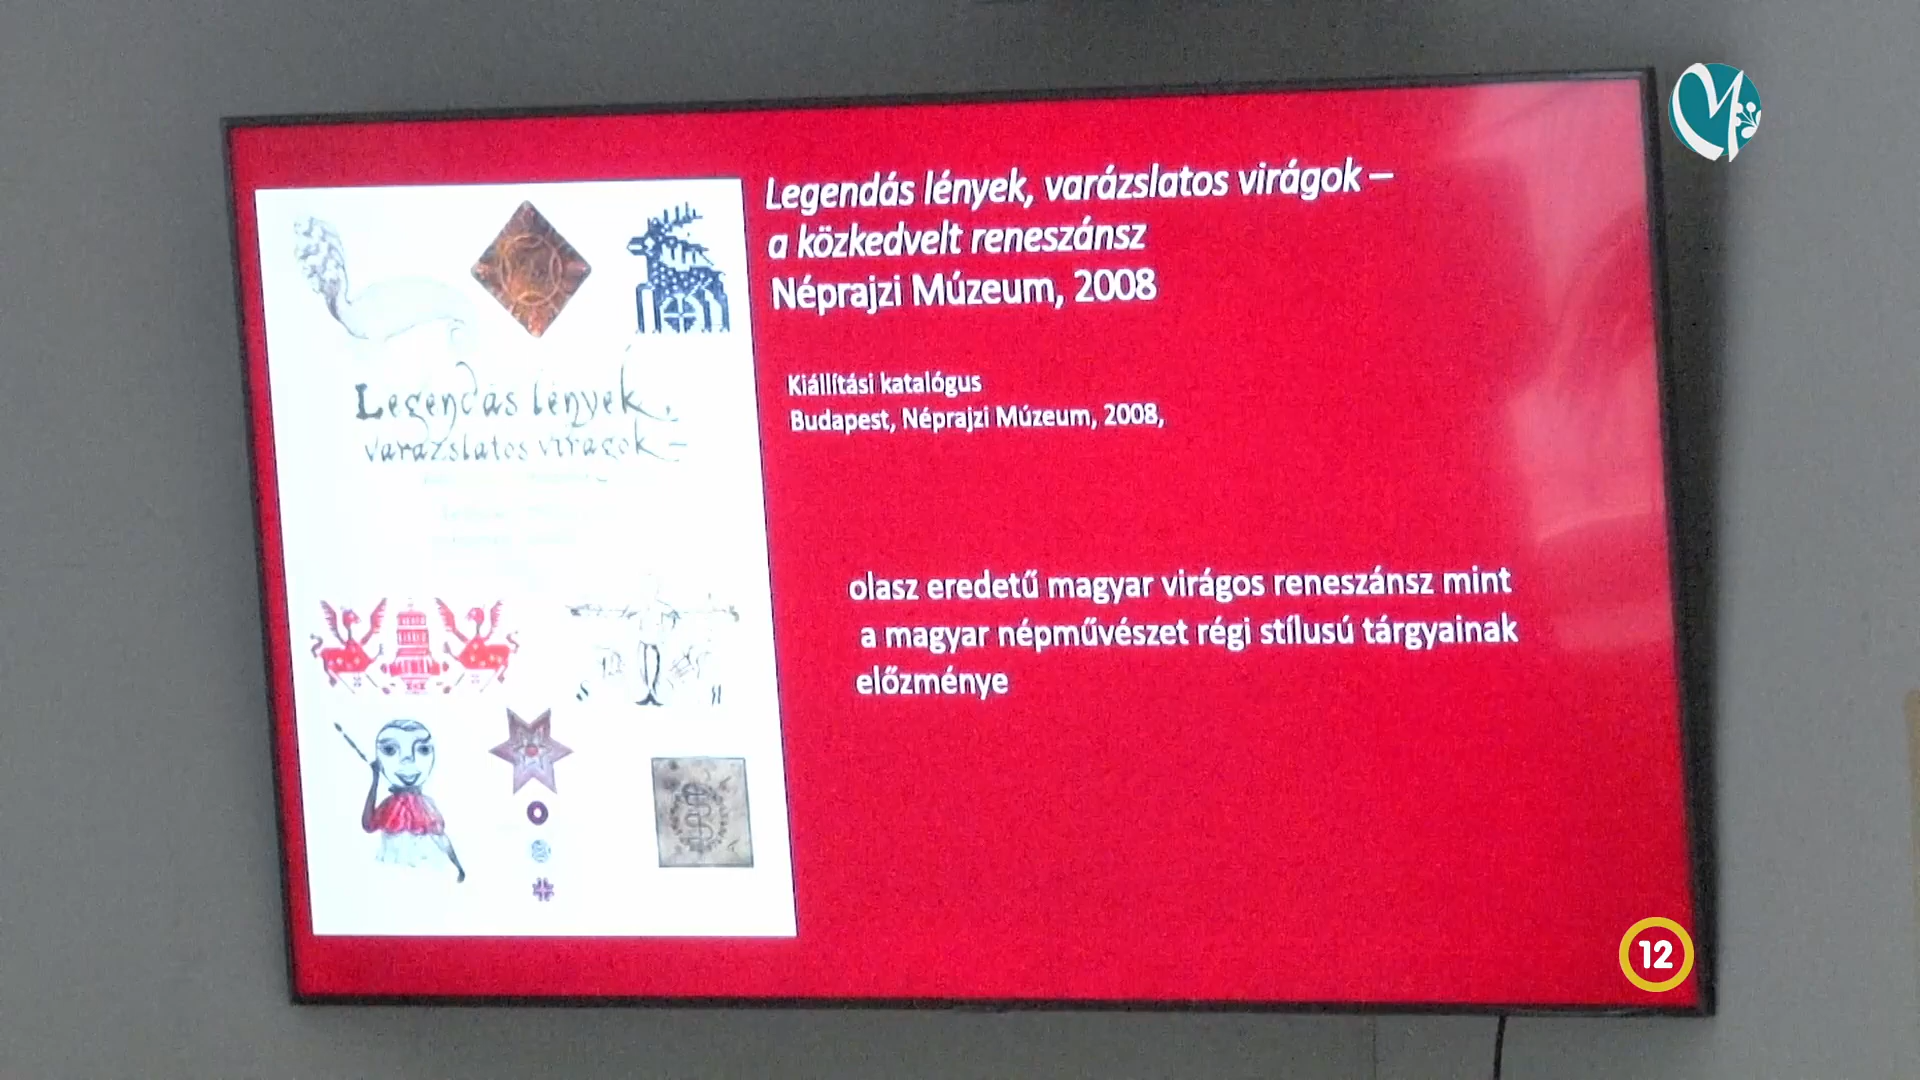 Legendás lények, varázslatos virágok –
a közkedvelt reneszánsz
Néprajzi Múzeum, 2008
Kiállítási katalógus
Budapest, Néprajzi Múzeum, 2008,
olasz eredetű magyar virágos reneszánsz mint
a magyar népművészet régi stílusú tárgyainak
előzménye
Legendás lények,
varázslatos virágok –
12